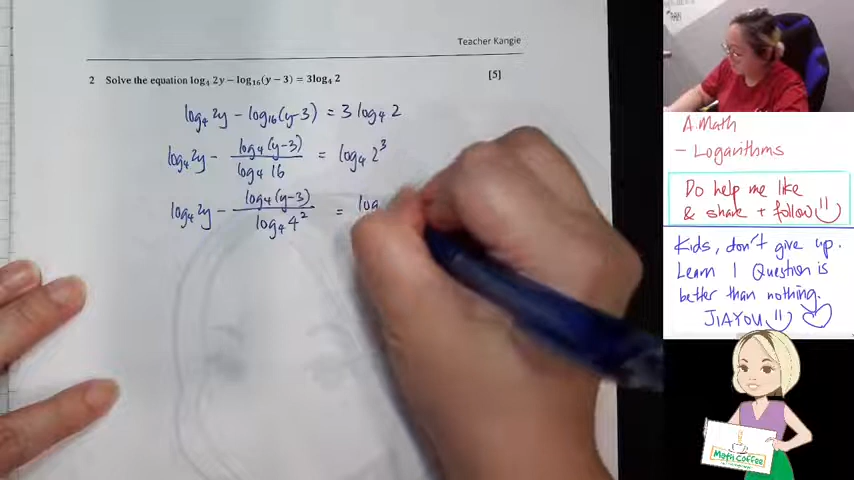 Teacher Kangie
2 Solve the equation log₄ 2y − log₁₆(y − 3) = 3log₄ 2 [5]
log₄ 2y − log₁₆(y-3) = 3 log₄ 2
log₄ 2y − log₄(y-3) / log₄ 16 = log₄ 2³
log₄ 2y − log₄(y-3) / log₄ 4² = log
A.Math
- Logarithms
Do help me like
& share + follow
Kids, don't give up.
Learn 1 Question is
better than nothing.
JIAYOU
Math Coffee